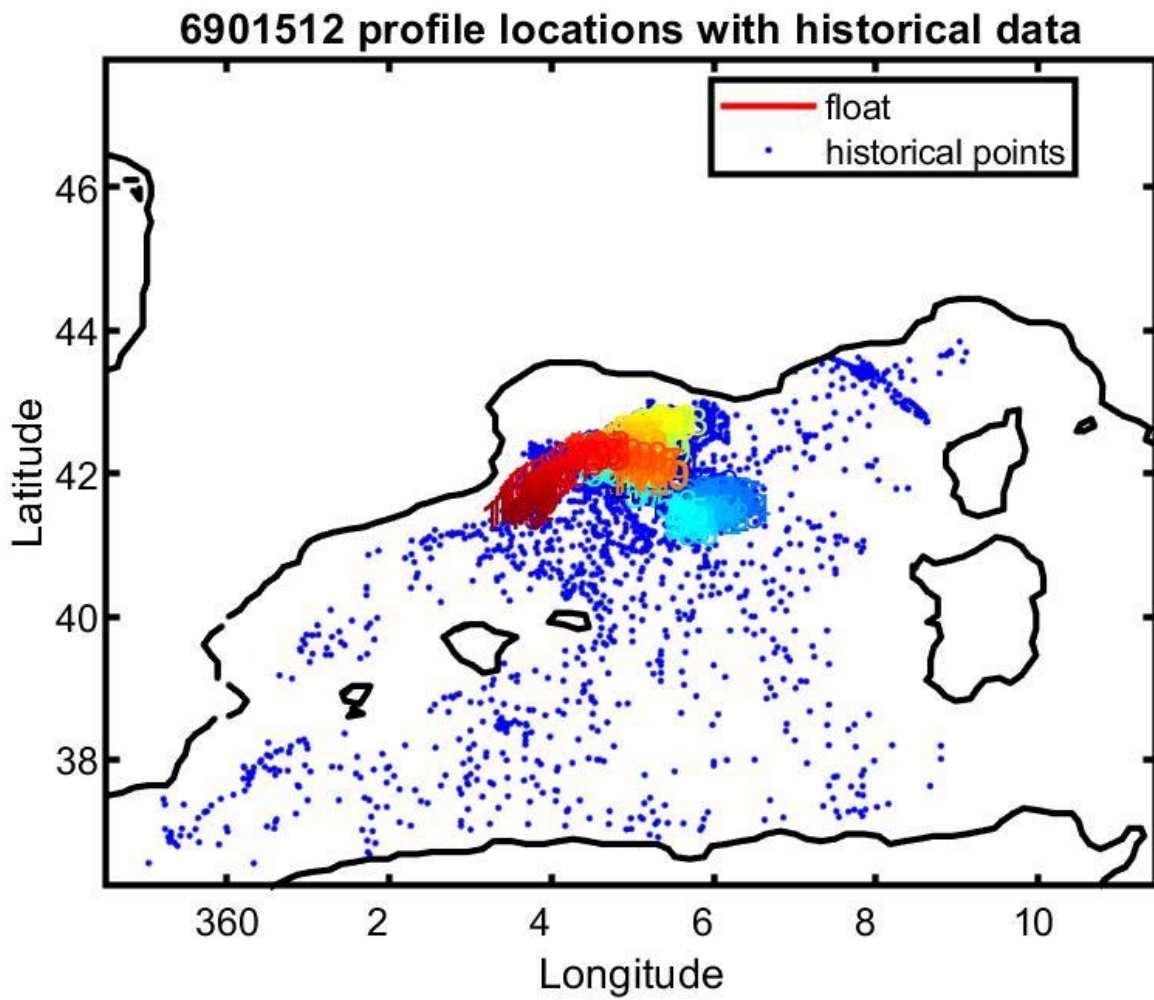 6901512 profile locations with historical data
float
historical points
46
44
42
40
38
Latitude
360 2 4 6 8 10
Longitude